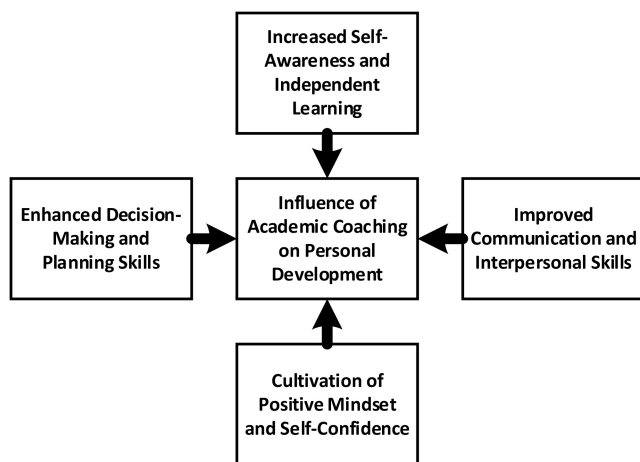 Increased Self-
Awareness and
Independent
Learning
Enhanced Decision-
Making and
Planning Skills
Influence of
Academic Coaching
on Personal
Development
Improved
Communication and
Interpersonal Skills
Cultivation of
Positive Mindset
and Self-Confidence